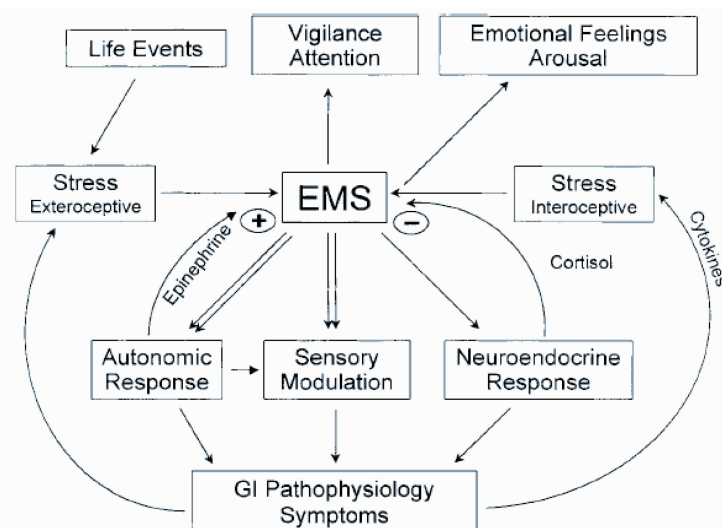 Life Events
Vigilance
Attention
Emotional Feelings
Arousal
Stress
Exteroceptive
EMS
Stress
Interoceptive
+
−
Epinephrine
Cortisol
Cytokines
Autonomic
Response
Sensory
Modulation
Neuroendocrine
Response
GI Pathophysiology
Symptoms